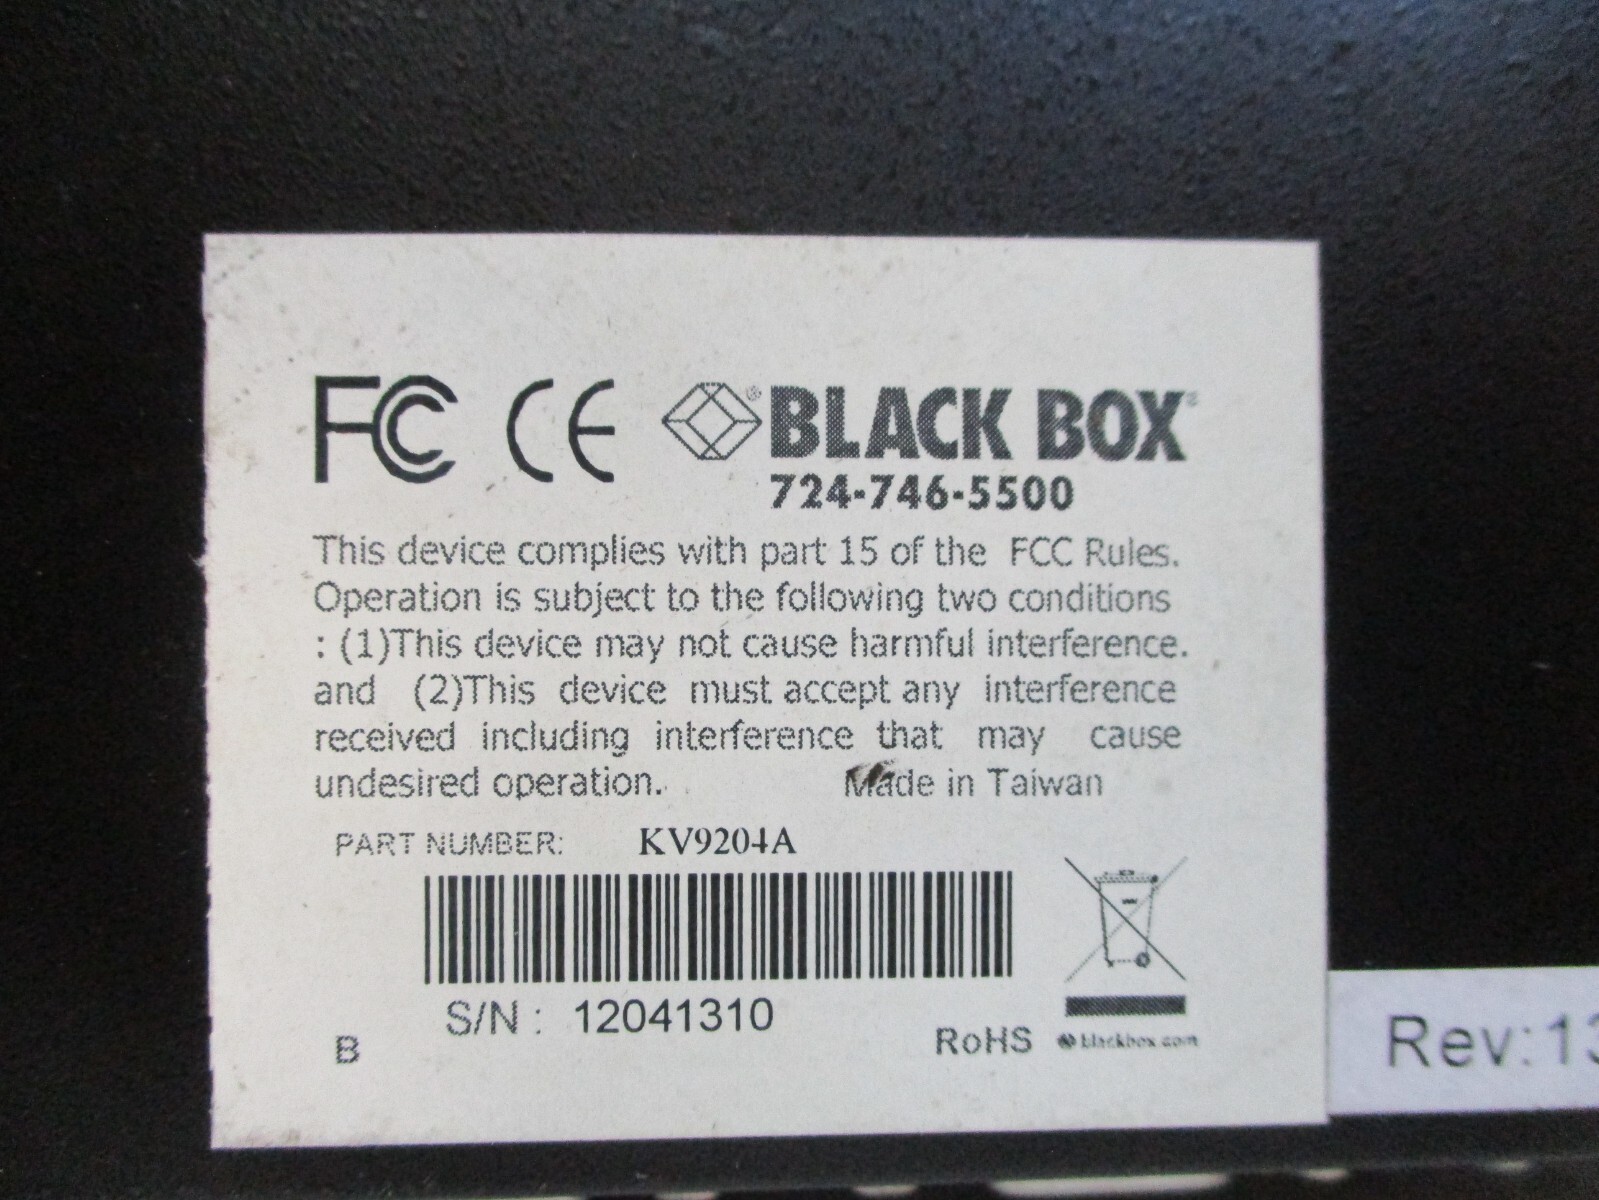 FC CE ® BLACK BOX®
724-746-5500
This device complies with part 15 of the FCC Rules.
Operation is subject to the following two conditions
: (1)This device may not cause harmful interference.
and (2)This device must accept any interference
received including interference that may cause
undesired operation. Made in Taiwan
PART NUMBER: KV9204A
S/N : 12041310
B RoHS blackbox.com
Rev:13